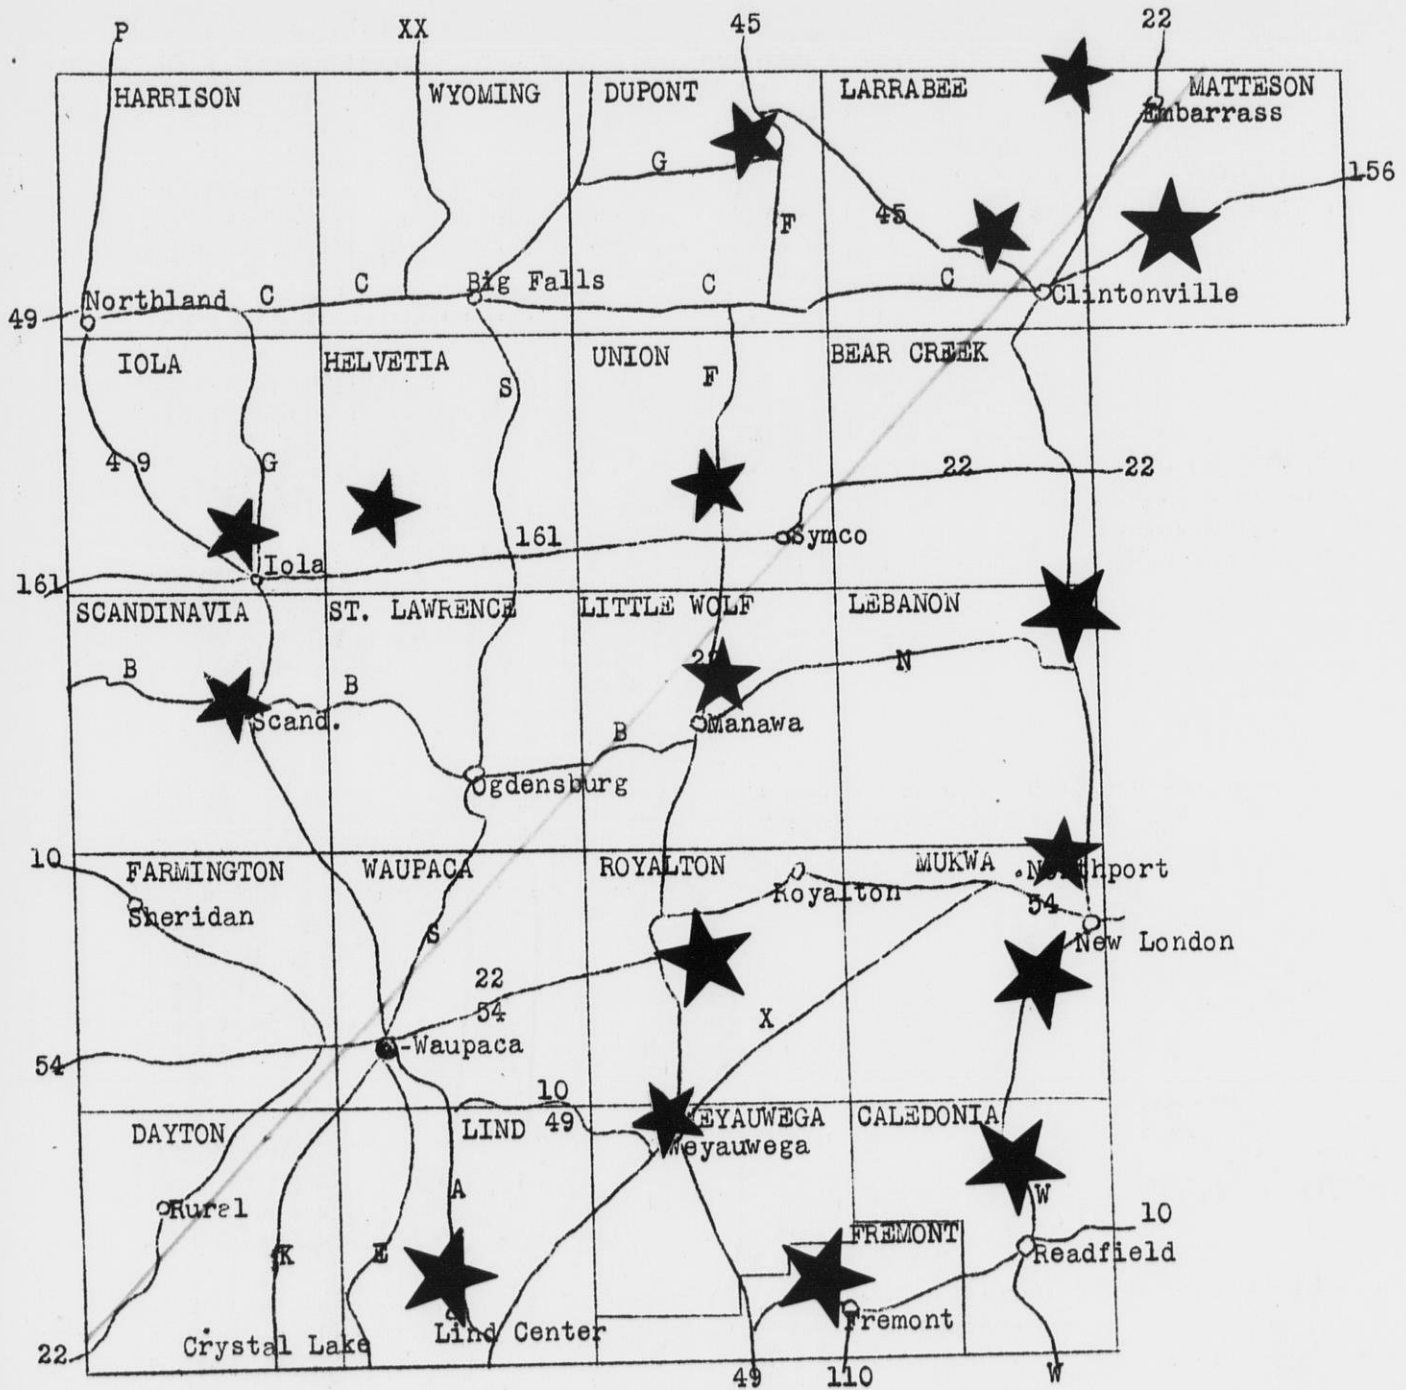 P
XX
45
22
HARRISON
WYOMING
DUPONT
LARRABEE
MATTESON
Embarrass
G
156
F
45
Big Falls
C
C
C
C
Northland
Clintonville
49
IOLA
HELVETIA
UNION
BEAR CREEK
S
F
49
G
22
22
161
Symco
Iola
161
SCANDINAVIA
ST. LAWRENCE
LITTLE WOLF
LEBANON
B
N
B
Scand.
Manawa
B
Ogdensburg
10
FARMINGTON
WAUPACA
ROYALTON
MUKWA
Royalton
54
Sheridan
S
New London
22
54
X
-Waupaca
54
10
49
CALEDONIA
DAYTON
LIND
Weyauwega
A
W
Rural
10
K
E
FREMONT
Readfield
Fremont
Crystal Lake
Lind Center
22
49
110
W